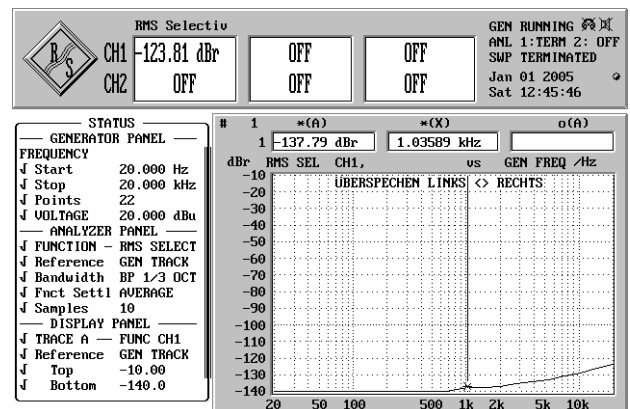 RMS Selectiv
GEN RUNNING
CH1 -123.81 dBr OFF OFF
ANL 1:TERM 2: OFF
SWP TERMINATED
CH2 OFF OFF OFF
Jan 01 2005
Sat 12:45:46
R S
STATUS
GENERATOR PANEL
FREQUENCY
Start 20.000 Hz
Stop 20.000 kHz
Points 22
VOLTAGE 20.000 dBu
ANALYZER PANEL
FUNCTION - RMS SELECT
Reference GEN TRACK
Bandwidth BP 1/3 OCT
Fnct Settl AVERAGE
Samples 10
DISPLAY PANEL
TRACE A — FUNC CH1
Reference GEN TRACK
Top -10.00
Bottom -140.0
# 1 *(A) *(X) o(A)
1 -137.79 dBr 1.03589 kHz
dBr RMS SEL CH1, vs GEN FREQ /Hz
ÜBERSPECHEN LINKS <> RECHTS
-10
-20
-30
-40
-50
-60
-70
-80
-90
-100
-110
-120
-130
-140
20 50 100 500 1k 2k 5k 10k